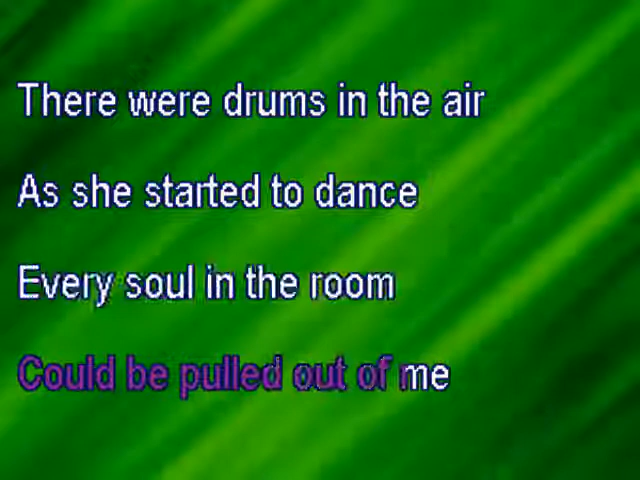 There were drums in the air
As she started to dance
Every soul in the room
Could be pulled out of me